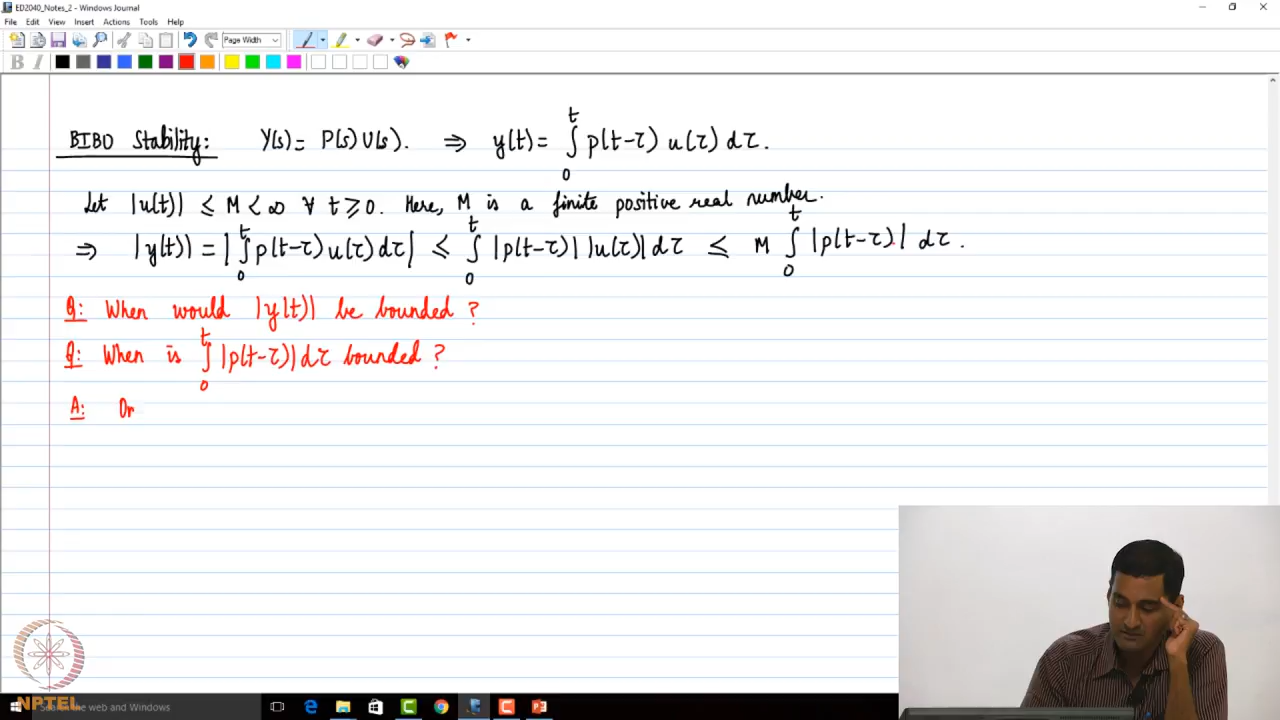 ED2040_Notes_2 - Windows Journal
File Edit View Insert Actions Tools Help
Page Width
B I
BIBO Stability: Y(s) = P(s) U(s). ⇒ y(t) = ∫₀ᵗ p(t-τ) u(τ) dτ.
Let |u(t)| ≤ M < ∞ ∀ t ≥ 0. Here, M is a finite positive real number.
⇒ |y(t)| = |∫₀ᵗ p(t-τ) u(τ) dτ| ≤ ∫₀ᵗ |p(t-τ)| |u(τ)| dτ ≤ M ∫₀ᵗ |p(t-τ)| dτ.
Q: When would |y(t)| be bounded?
Q: When is ∫₀ᵗ |p(t-τ)| dτ bounded?
A: On
NPTEL
Search the web and Windows